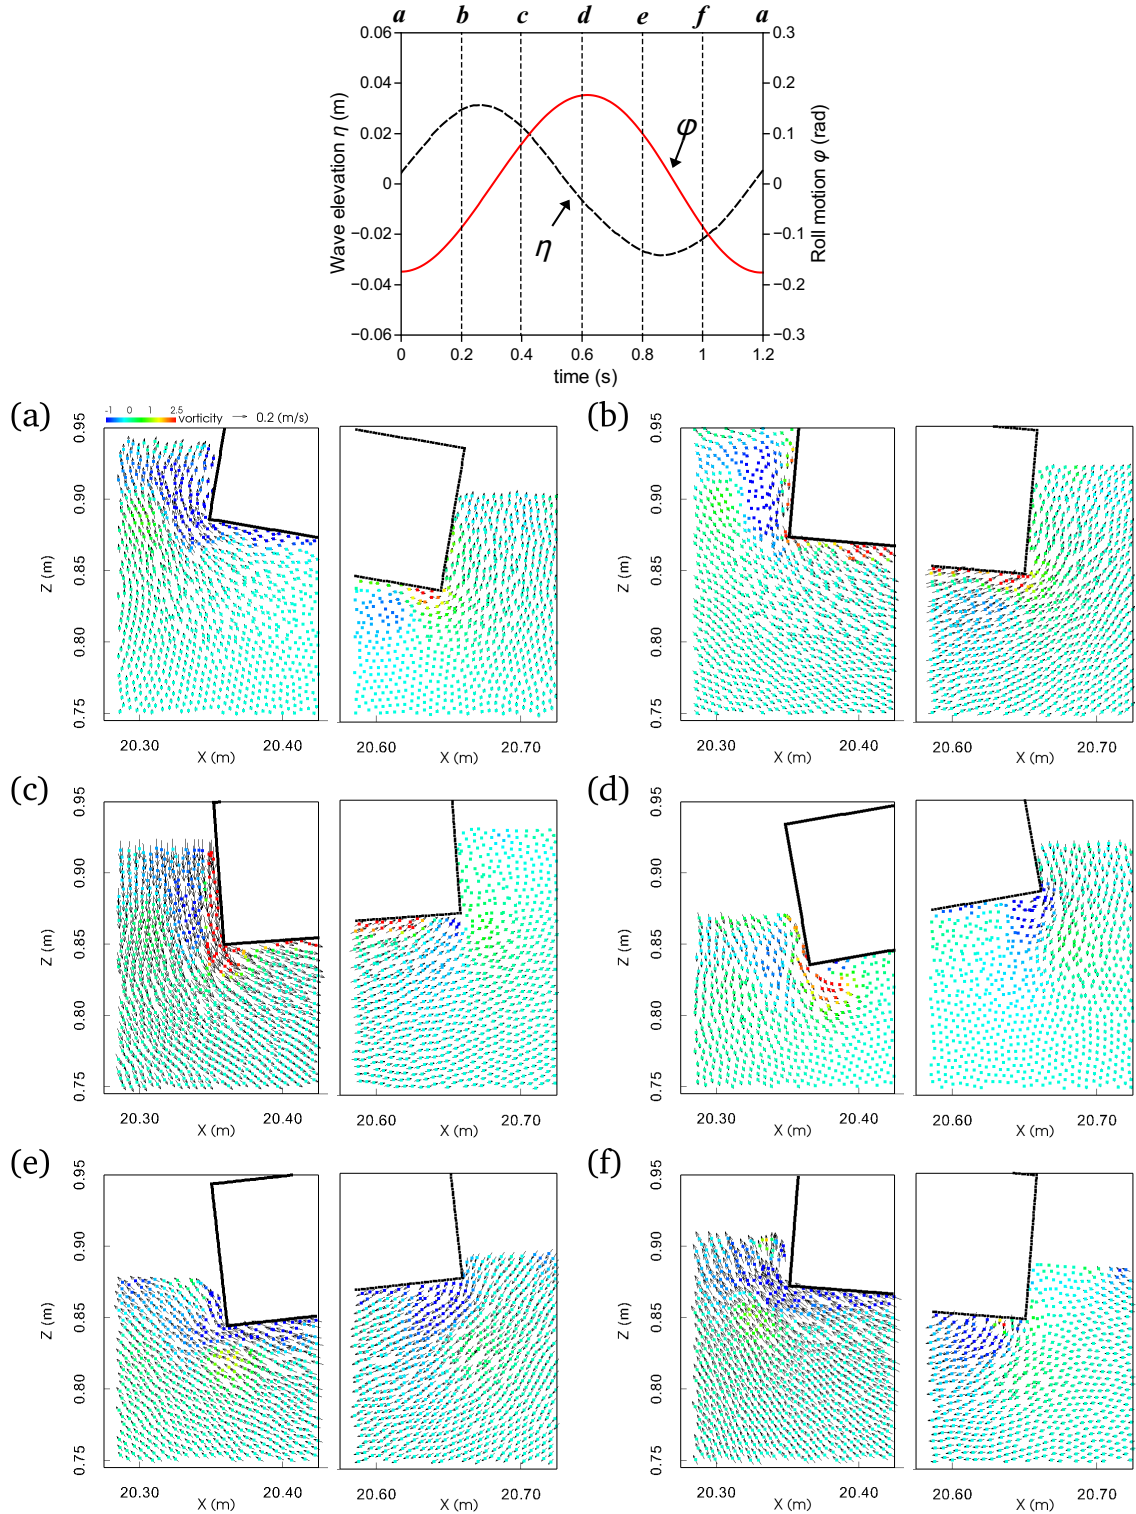 a b c d e f a
0.06 0.3
0.04 0.2
0.02 0.1
0 0
−0.02 −0.1
−0.04 −0.2
−0.06 −0.3
Wave elevation η (m)
Roll motion φ (rad)
φ
η
0 0.2 0.4 0.6 0.8 1 1.2
time (s)
(a)
-1 0 1 2.5
vorticity 0.2 (m/s)
0.95
0.90
0.85
0.80
0.75
Z (m)
20.30 20.40
X (m)
20.60 20.70
X (m)
(b)
0.95
0.90
0.85
0.80
0.75
Z (m)
20.30 20.40
X (m)
20.60 20.70
X (m)
(c)
0.95
0.90
0.85
0.80
0.75
Z (m)
20.30 20.40
X (m)
20.60 20.70
X (m)
(d)
0.95
0.90
0.85
0.80
0.75
Z (m)
20.30 20.40
X (m)
20.60 20.70
X (m)
(e)
0.95
0.90
0.85
0.80
0.75
Z (m)
20.30 20.40
X (m)
20.60 20.70
X (m)
(f)
0.95
0.90
0.85
0.80
0.75
Z (m)
20.30 20.40
X (m)
20.60 20.70
X (m)